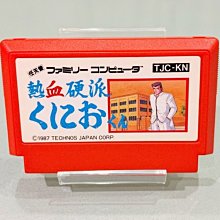 任天堂 ファミリー コンピュータ TJC-KN
熱血硬派
くにおくん
©1987 TECHNOS JAPAN CORP.